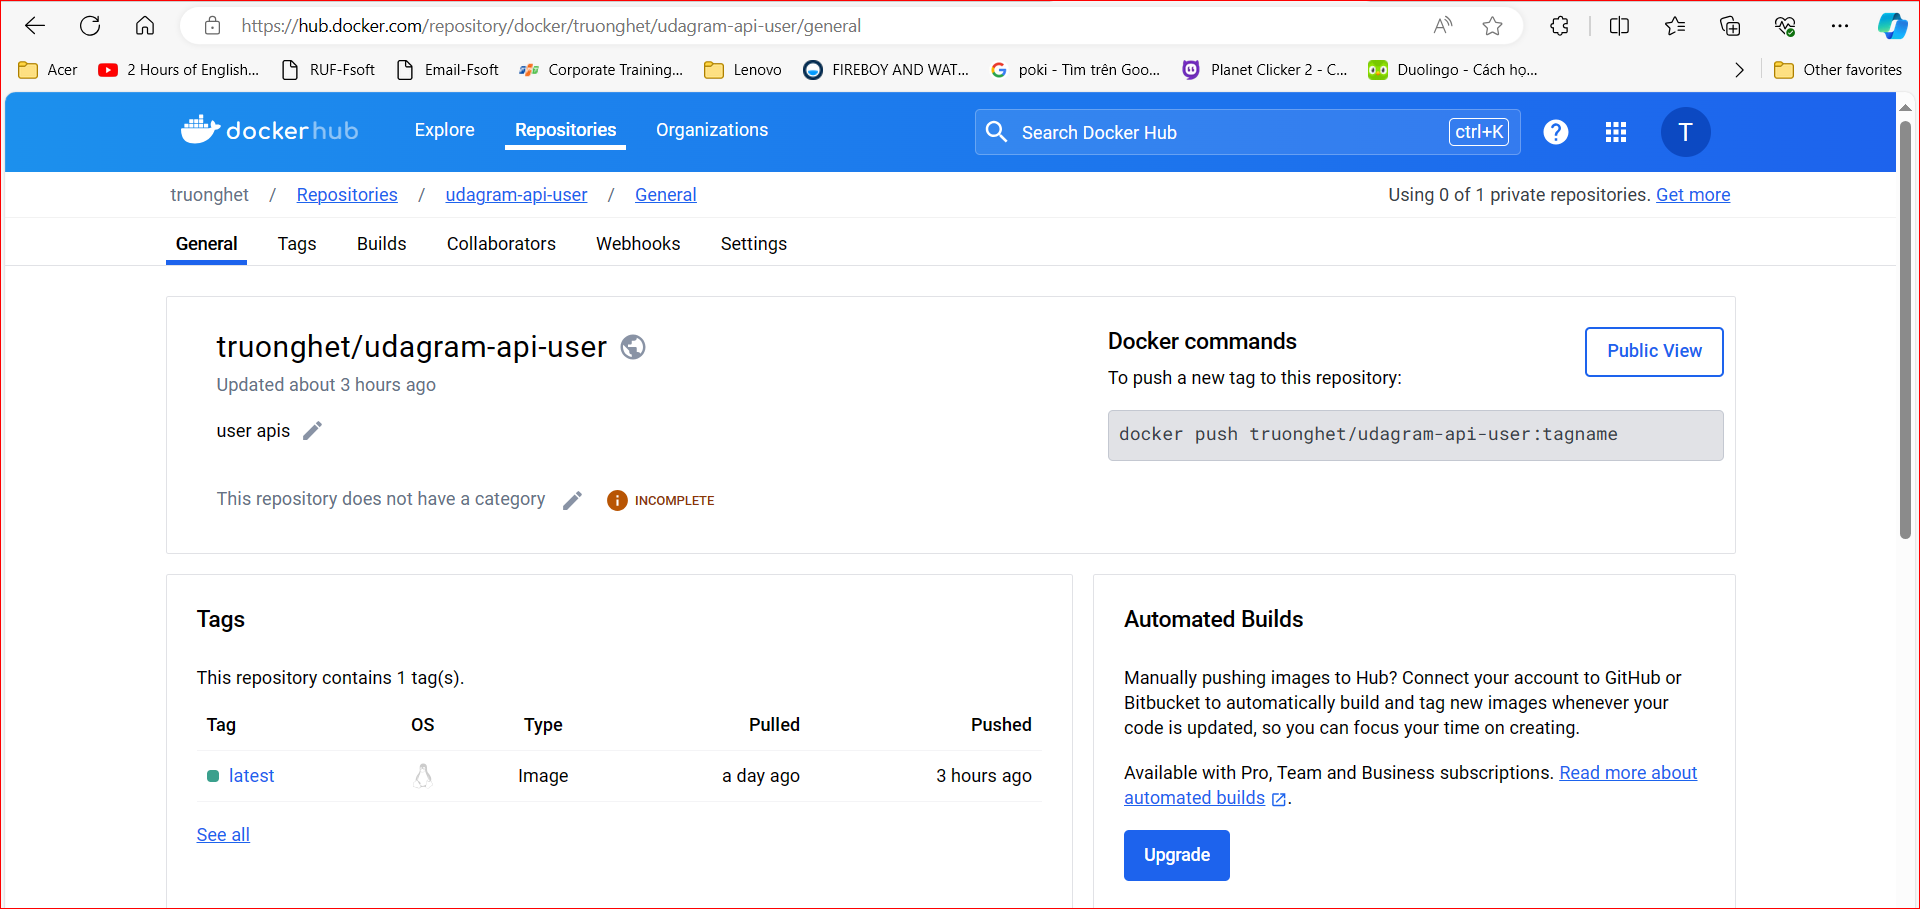 https://hub.docker.com/repository/docker/truonghet/udagram-api-user/general
Acer
2 Hours of English...
RUF-Fsoft
Email-Fsoft
Corporate Training...
Lenovo
FIREBOY AND WAT...
poki - Tìm trên Goo...
Planet Clicker 2 - C...
Duolingo - Cách họ...
Other favorites
dockerhub
Explore
Repositories
Organizations
Search Docker Hub
ctrl+K
?
T
truonghet / Repositories / udagram-api-user / General
Using 0 of 1 private repositories. Get more
General
Tags
Builds
Collaborators
Webhooks
Settings
truonghet/udagram-api-user
Updated about 3 hours ago
user apis
This repository does not have a category
INCOMPLETE
Docker commands
To push a new tag to this repository:
Public View
docker push truonghet/udagram-api-user:tagname
Tags
This repository contains 1 tag(s).
Tag OS Type Pulled Pushed
latest Image a day ago 3 hours ago
See all
Automated Builds
Manually pushing images to Hub? Connect your account to GitHub or
Bitbucket to automatically build and tag new images whenever your
code is updated, so you can focus your time on creating.
Available with Pro, Team and Business subscriptions. Read more about
automated builds .
Upgrade